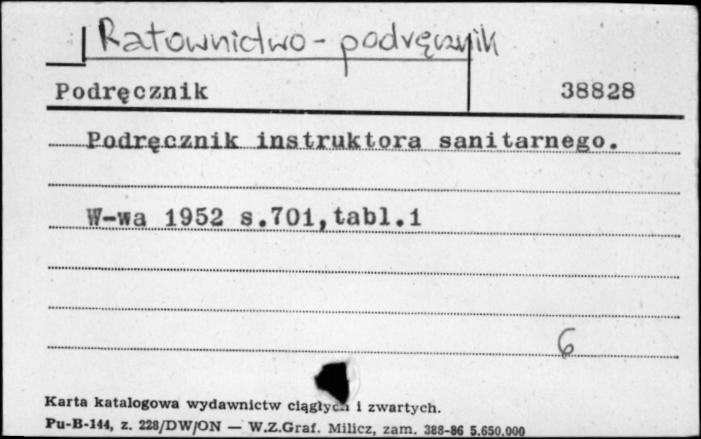 Ratownictwo - podręcznik
Podręcznik 38828
Podręcznik instruktora sanitarnego.
W-wa 1952 s.701,tabl.1
6
Karta katalogowa wydawnictw ciągłych i zwartych.
Pu-B-144, z. 228/DW/ON — W.Z.Graf. Milicz, zam. 388-86 5.650.000